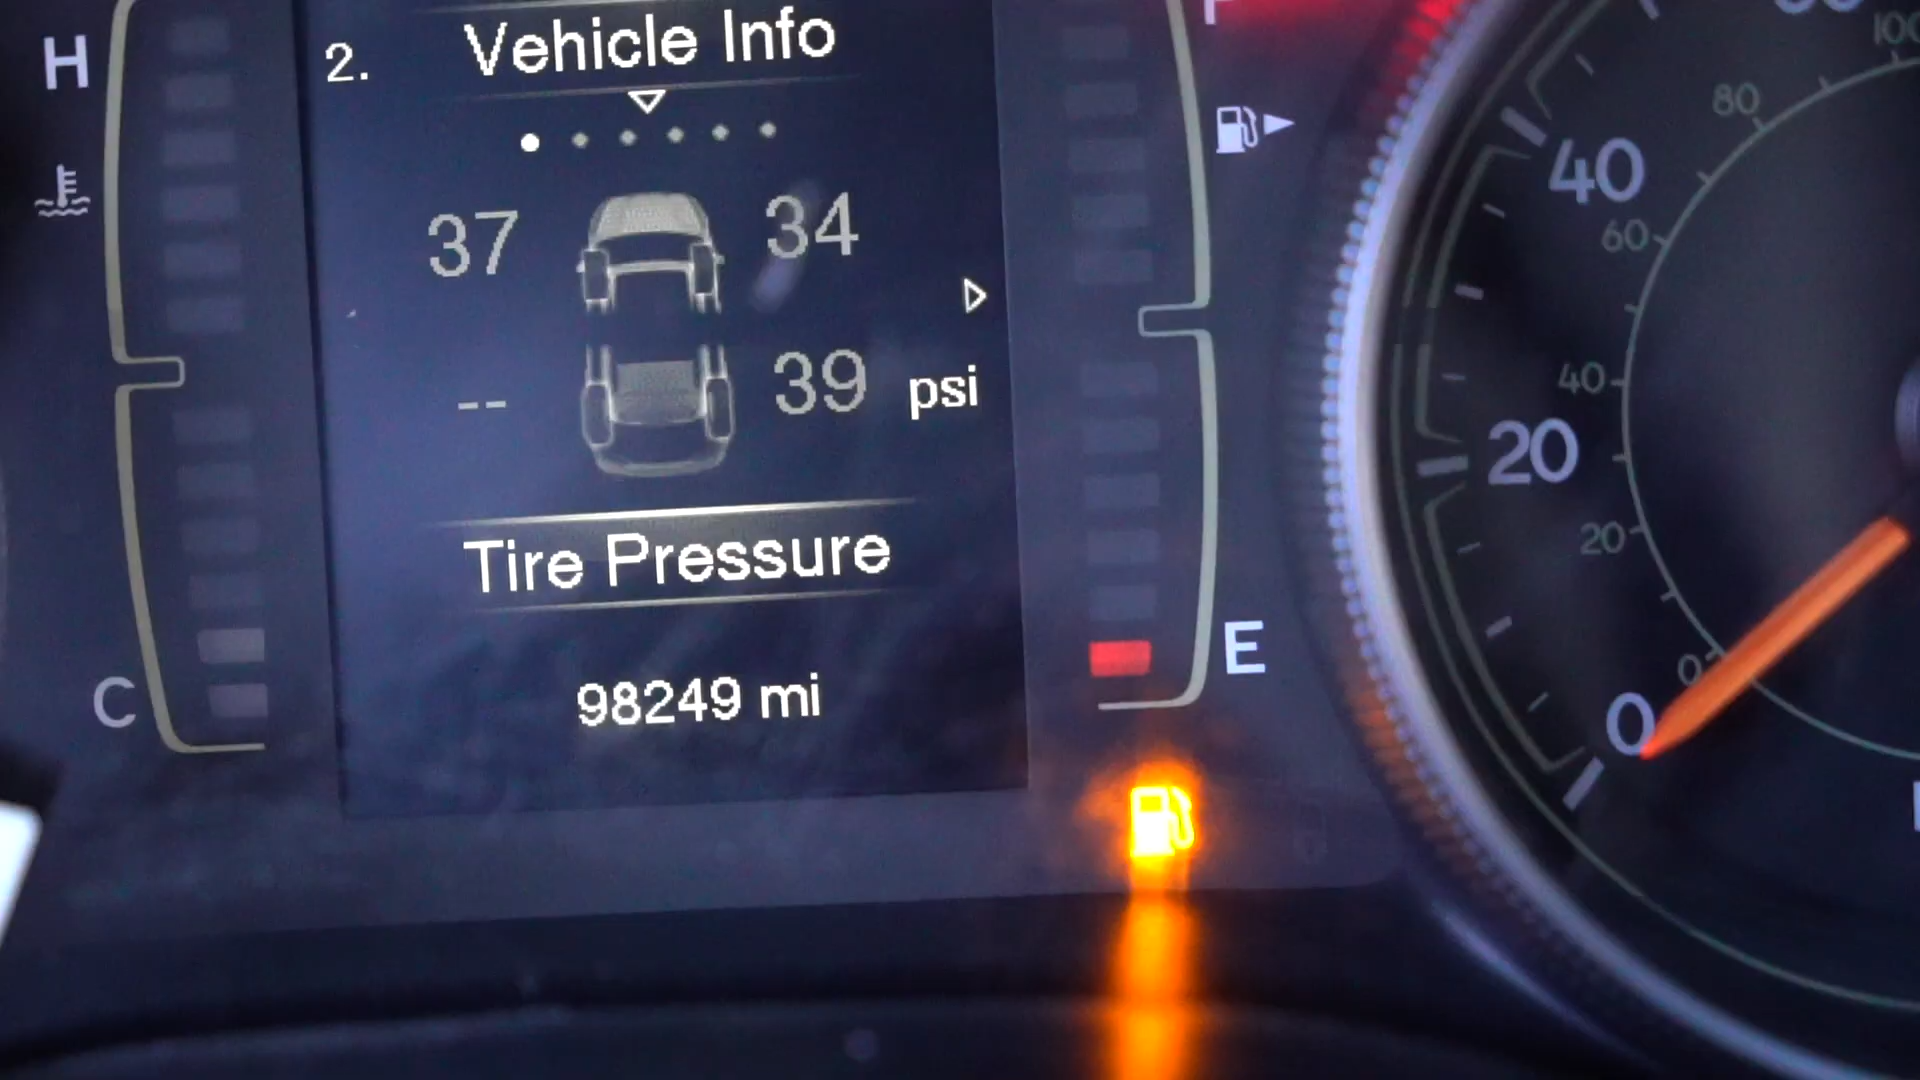 H
2. Vehicle Info
37 34
-- 39 psi
Tire Pressure
98249 mi
C
F
E
100
80
40
60
40
20
20
0
0